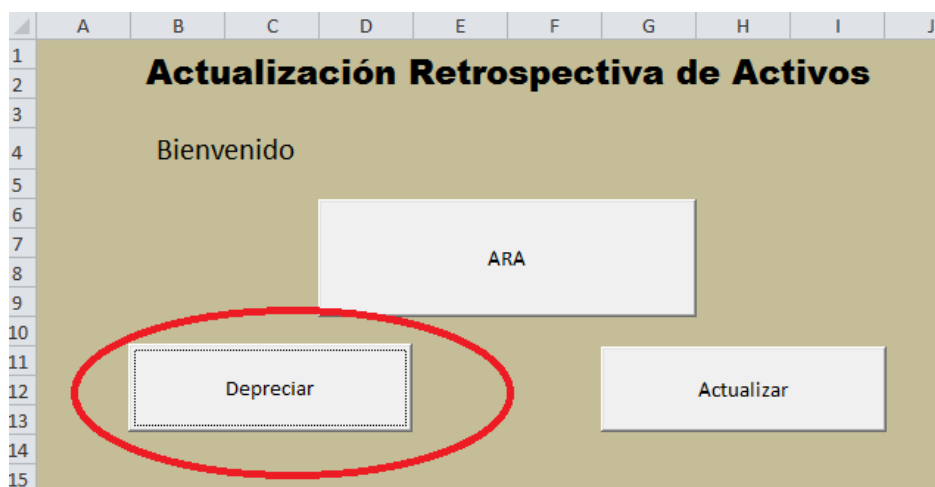 A B C D E F G H I J
1
Actualización Retrospectiva de Activos
2
3
4 Bienvenido
5
6
7
ARA
8
9
10
11
12 Depreciar Actualizar
13
14
15